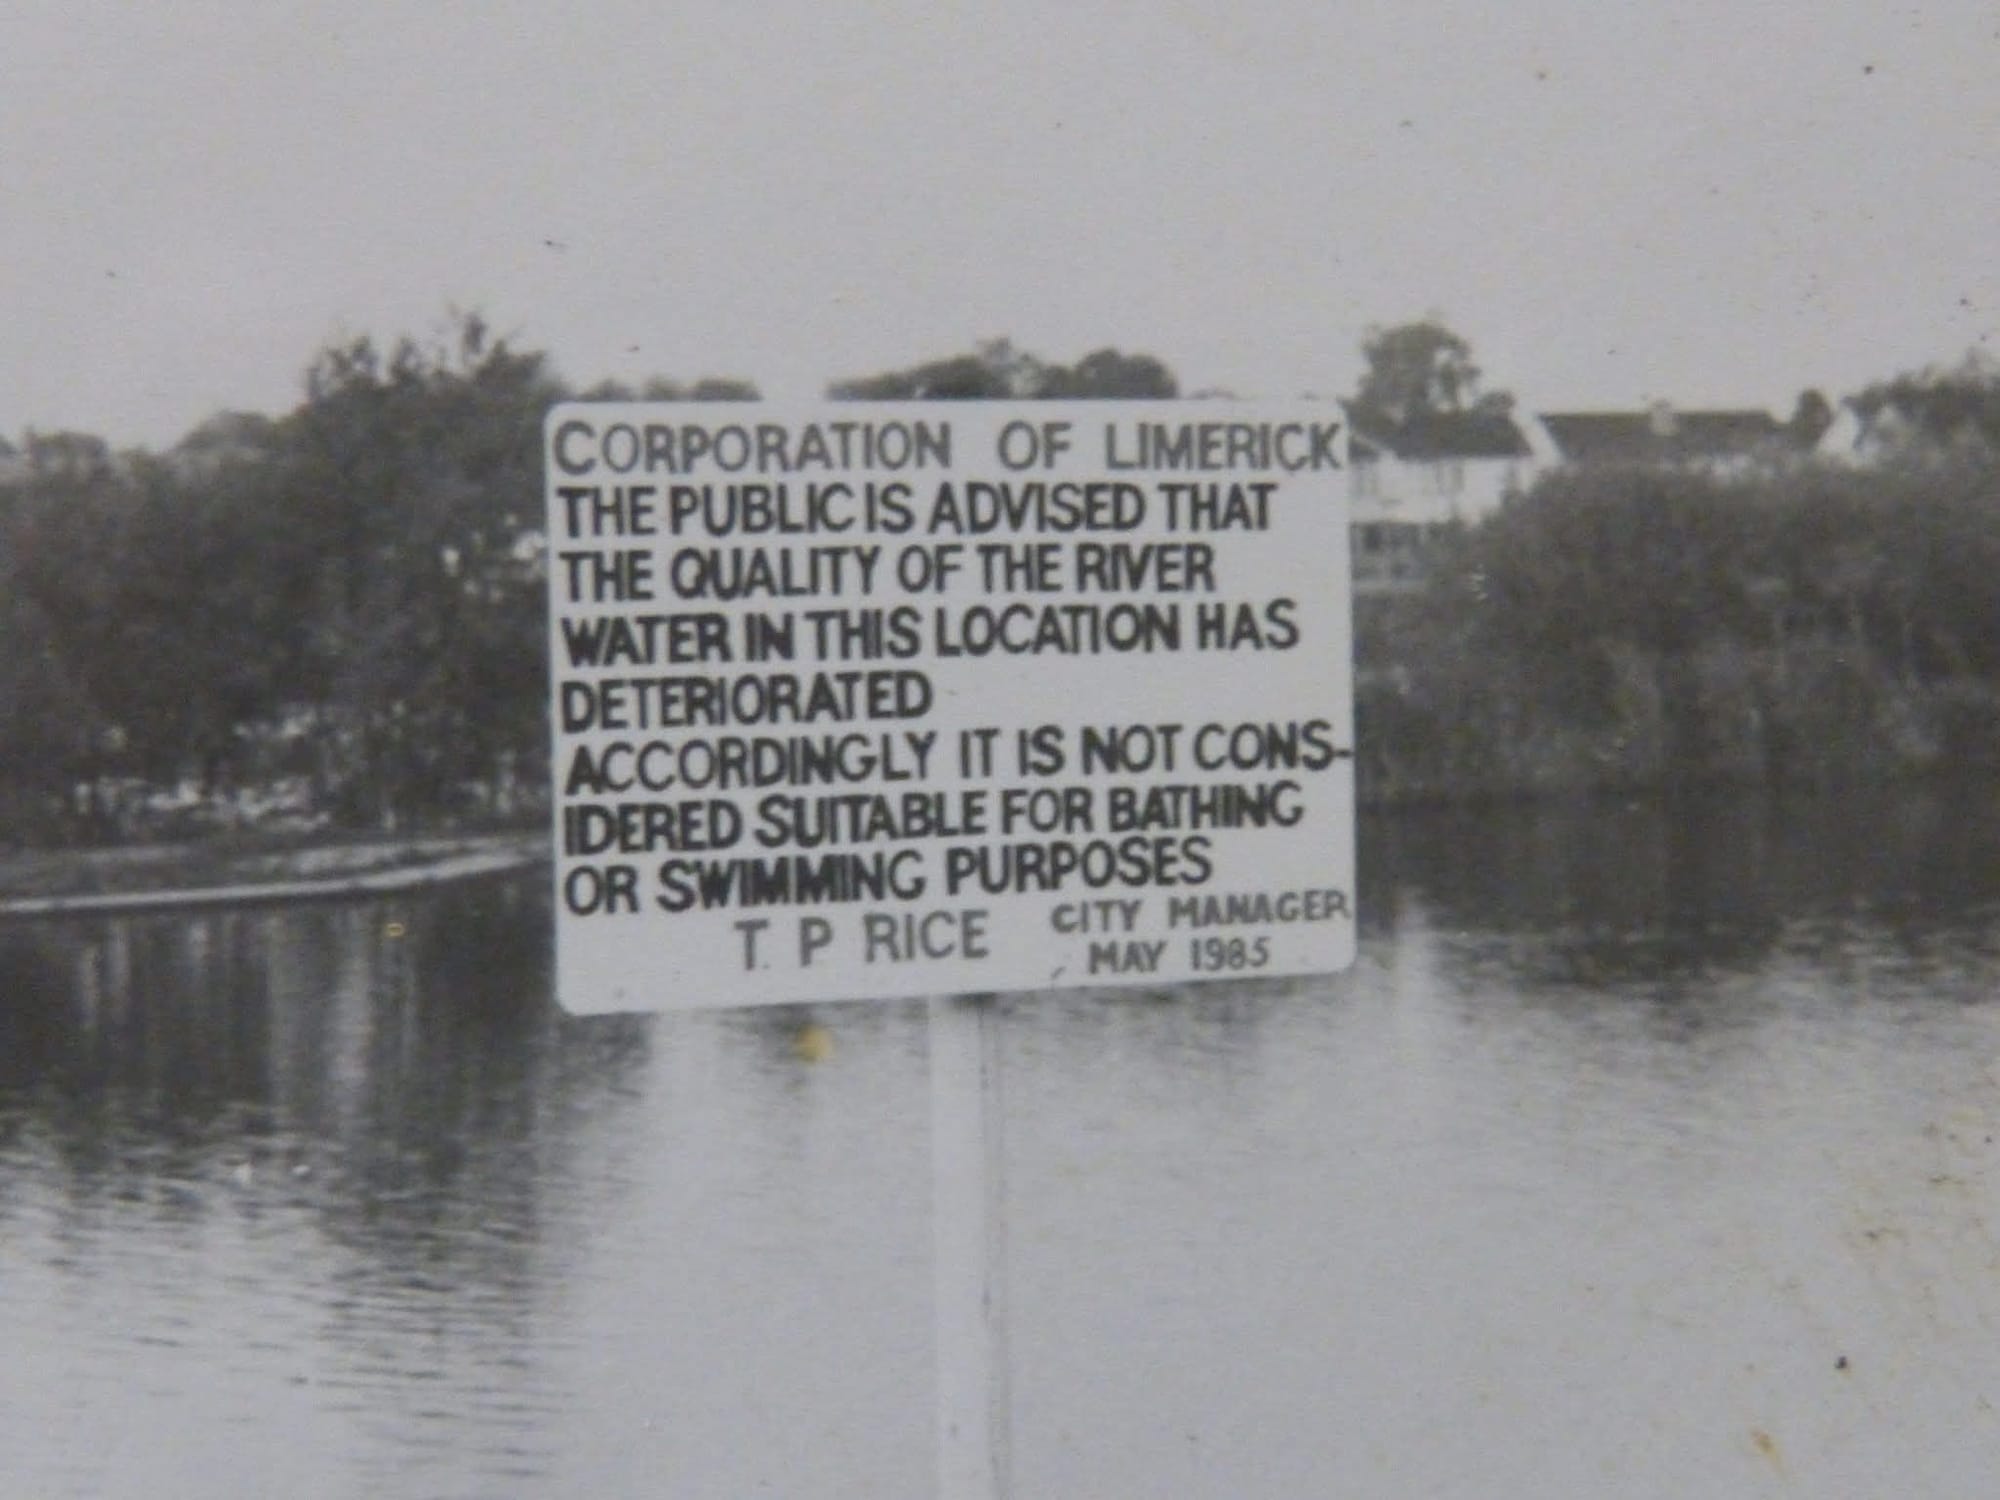 CORPORATION OF LIMERICK
THE PUBLIC IS ADVISED THAT
THE QUALITY OF THE RIVER
WATER IN THIS LOCATION HAS
DETERIORATED
ACCORDINGLY IT IS NOT CONS-
IDERED SUITABLE FOR BATHING
OR SWIMMING PURPOSES
T. P RICE CITY MANAGER
MAY 1985